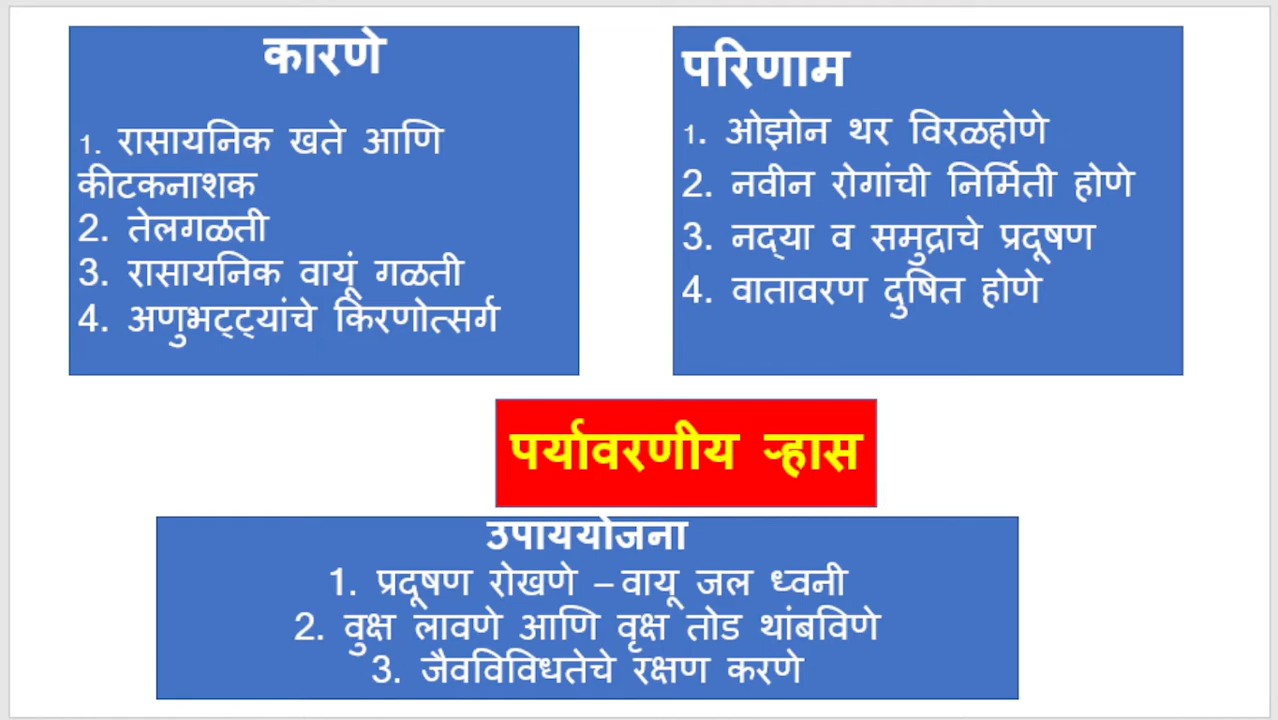 कारणे
1. रासायनिक खते आणि
कीटकनाशक
2. तेलगळती
3. रासायनिक वायूं गळती
4. अणुभट्ट्यांचे किरणोत्सर्ग
परिणाम
1. ओझोन थर विरळहोणे
2. नवीन रोगांची निर्मिती होणे
3. नद्या व समुद्राचे प्रदूषण
4. वातावरण दुषित होणे
पर्यावरणीय ऱ्हास
उपाययोजना
1. प्रदूषण रोखणे – वायू जल ध्वनी
2. वुक्ष लावणे आणि वृक्ष तोड थांबविणे
3. जैवविविधतेचे रक्षण करणे